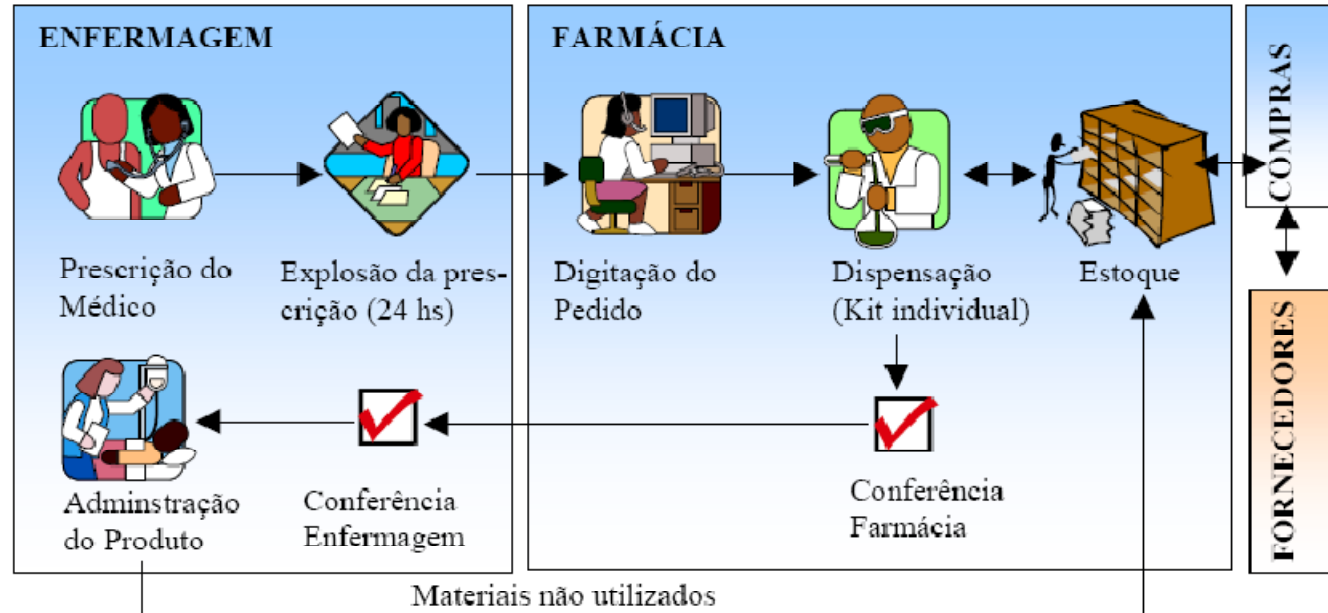 ENFERMAGEM
FARMÁCIA
COMPRAS
Prescrição do
Médico
Explosão da pres-
crição (24 hs)
Digitação do
Pedido
Dispensação
(Kit individual)
Estoque
FORNECEDORES
Adminstração
do Produto
Conferência
Enfermagem
Conferência
Farmácia
Materiais não utilizados